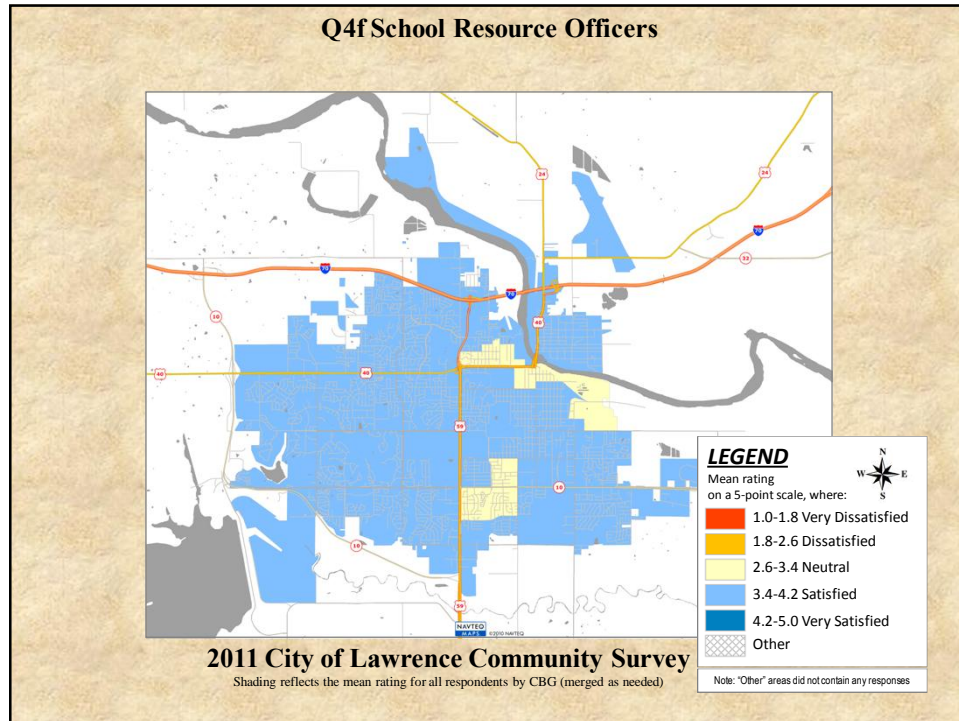 Q4f School Resource Officers
24
24
70
70
32
70
10
40
40
40
59
10
10
59
NAVTEQ
MAPS
©2010 NAVTEQ
LEGEND
Mean rating
on a 5-point scale, where:
N
W E
S
1.0-1.8 Very Dissatisfied
1.8-2.6 Dissatisfied
2.6-3.4 Neutral
3.4-4.2 Satisfied
4.2-5.0 Very Satisfied
Other
Note: “Other” areas did not contain any responses
2011 City of Lawrence Community Survey
Shading reflects the mean rating for all respondents by CBG (merged as needed)